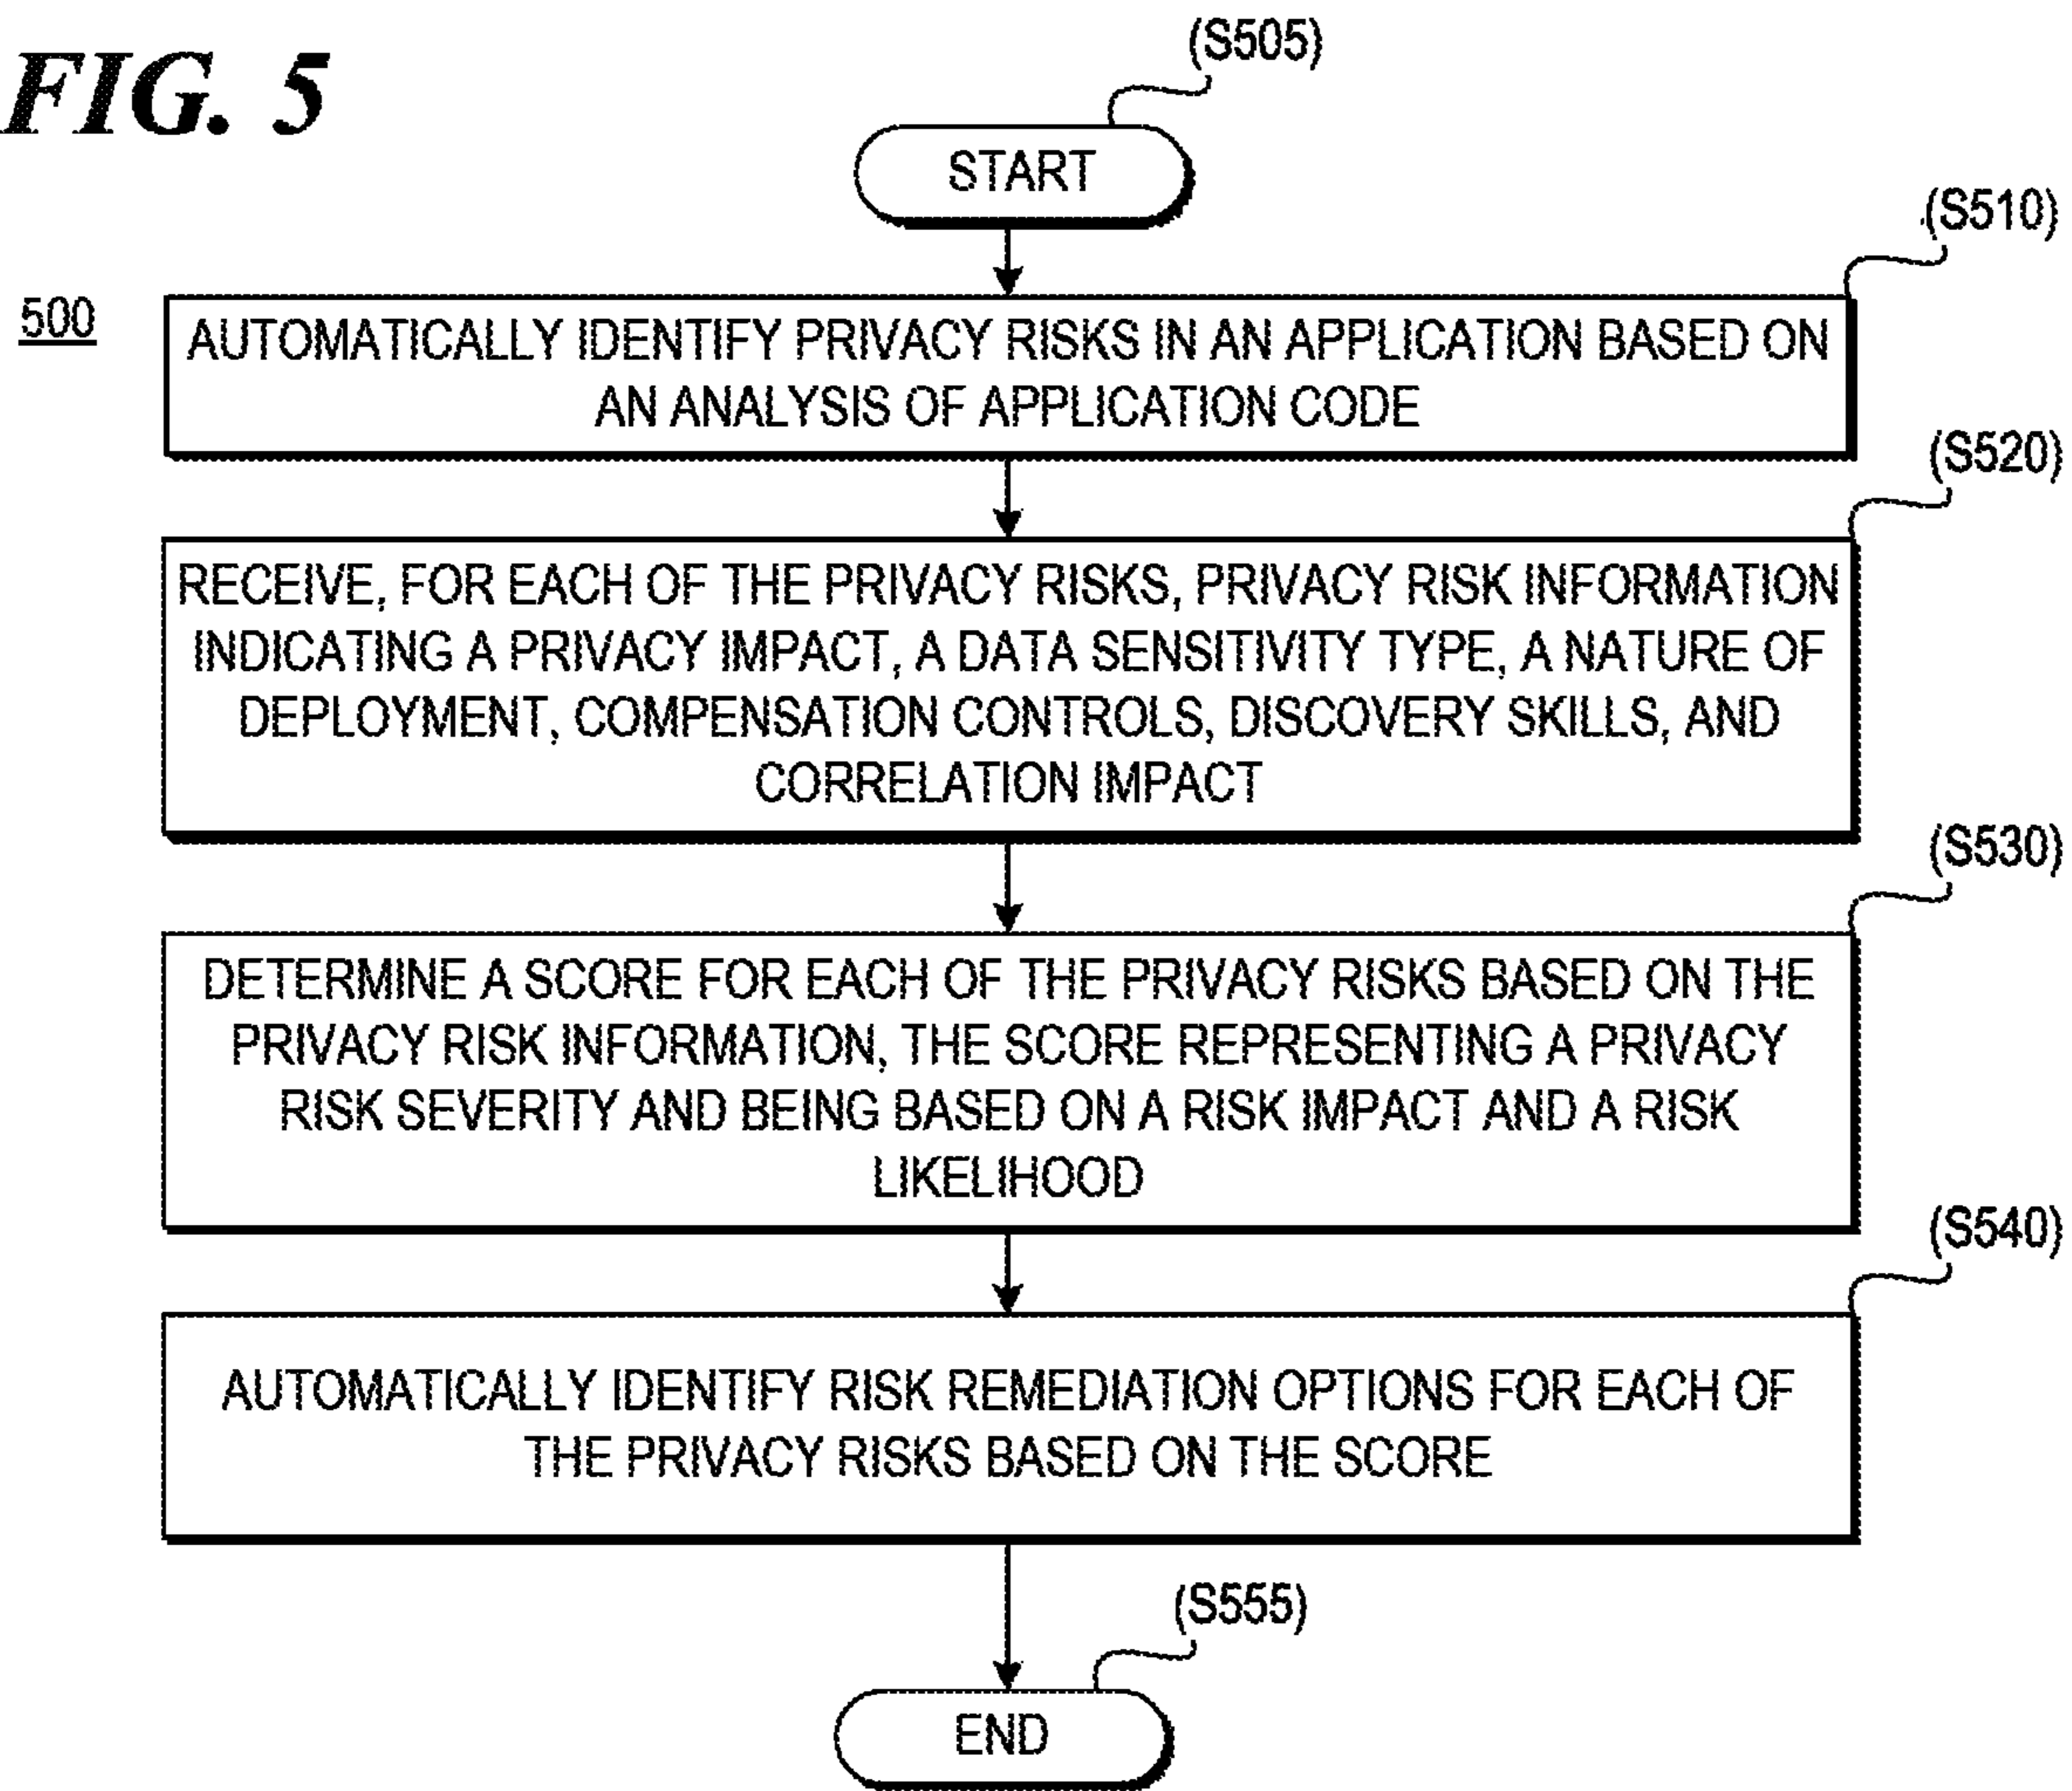 FIG. 5
(S505)
START
(S510)
500
AUTOMATICALLY IDENTIFY PRIVACY RISKS IN AN APPLICATION BASED ON
AN ANALYSIS OF APPLICATION CODE
(S520)
RECEIVE, FOR EACH OF THE PRIVACY RISKS, PRIVACY RISK INFORMATION
INDICATING A PRIVACY IMPACT, A DATA SENSITIVITY TYPE, A NATURE OF
DEPLOYMENT, COMPENSATION CONTROLS, DISCOVERY SKILLS, AND
CORRELATION IMPACT
(S530)
DETERMINE A SCORE FOR EACH OF THE PRIVACY RISKS BASED ON THE
PRIVACY RISK INFORMATION, THE SCORE REPRESENTING A PRIVACY
RISK SEVERITY AND BEING BASED ON A RISK IMPACT AND A RISK
LIKELIHOOD
(S540)
AUTOMATICALLY IDENTIFY RISK REMEDIATION OPTIONS FOR EACH OF
THE PRIVACY RISKS BASED ON THE SCORE
(S555)
END